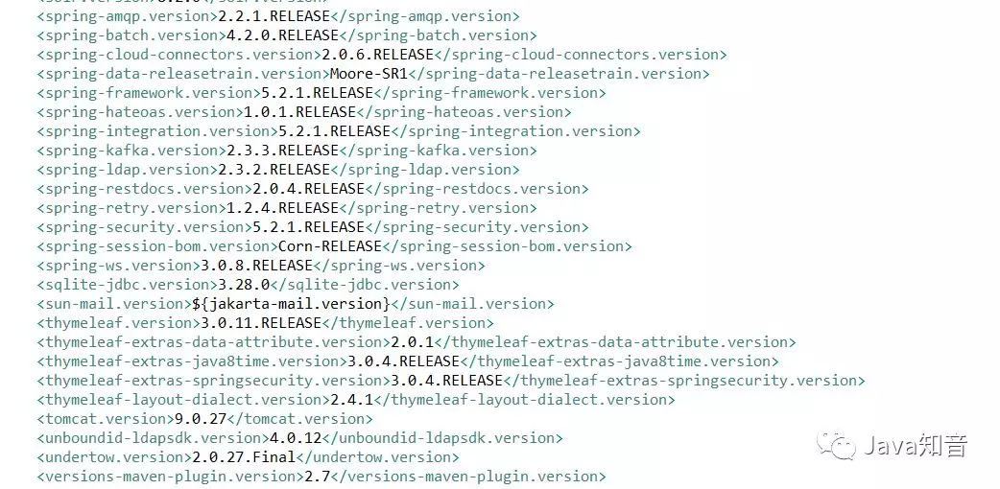 <spring-amqp.version>2.2.1.RELEASE</spring-amqp.version>
<spring-batch.version>4.2.0.RELEASE</spring-batch.version>
<spring-cloud-connectors.version>2.0.6.RELEASE</spring-cloud-connectors.version>
<spring-data-releasetrain.version>Moore-SR1</spring-data-releasetrain.version>
<spring-framework.version>5.2.1.RELEASE</spring-framework.version>
<spring-hateoas.version>1.0.1.RELEASE</spring-hateoas.version>
<spring-integration.version>5.2.1.RELEASE</spring-integration.version>
<spring-kafka.version>2.3.3.RELEASE</spring-kafka.version>
<spring-ldap.version>2.3.2.RELEASE</spring-ldap.version>
<spring-restdocs.version>2.0.4.RELEASE</spring-restdocs.version>
<spring-retry.version>1.2.4.RELEASE</spring-retry.version>
<spring-security.version>5.2.1.RELEASE</spring-security.version>
<spring-session-bom.version>Corn-RELEASE</spring-session-bom.version>
<spring-ws.version>3.0.8.RELEASE</spring-ws.version>
<sqlite-jdbc.version>3.28.0</sqlite-jdbc.version>
<sun-mail.version>${jakarta-mail.version}</sun-mail.version>
<thymeleaf.version>3.0.11.RELEASE</thymeleaf.version>
<thymeleaf-extras-data-attribute.version>2.0.1</thymeleaf-extras-data-attribute.version>
<thymeleaf-extras-java8time.version>3.0.4.RELEASE</thymeleaf-extras-java8time.version>
<thymeleaf-extras-springsecurity.version>3.0.4.RELEASE</thymeleaf-extras-springsecurity.version>
<thymeleaf-layout-dialect.version>2.4.1</thymeleaf-layout-dialect.version>
<tomcat.version>9.0.27</tomcat.version>
<unboundid-ldapsdk.version>4.0.12</unboundid-ldapsdk.version>
<undertow.version>2.0.27.Final</undertow.version>
<versions-maven-plugin.version>2.7</versions-maven-plugin.version>
Java知音